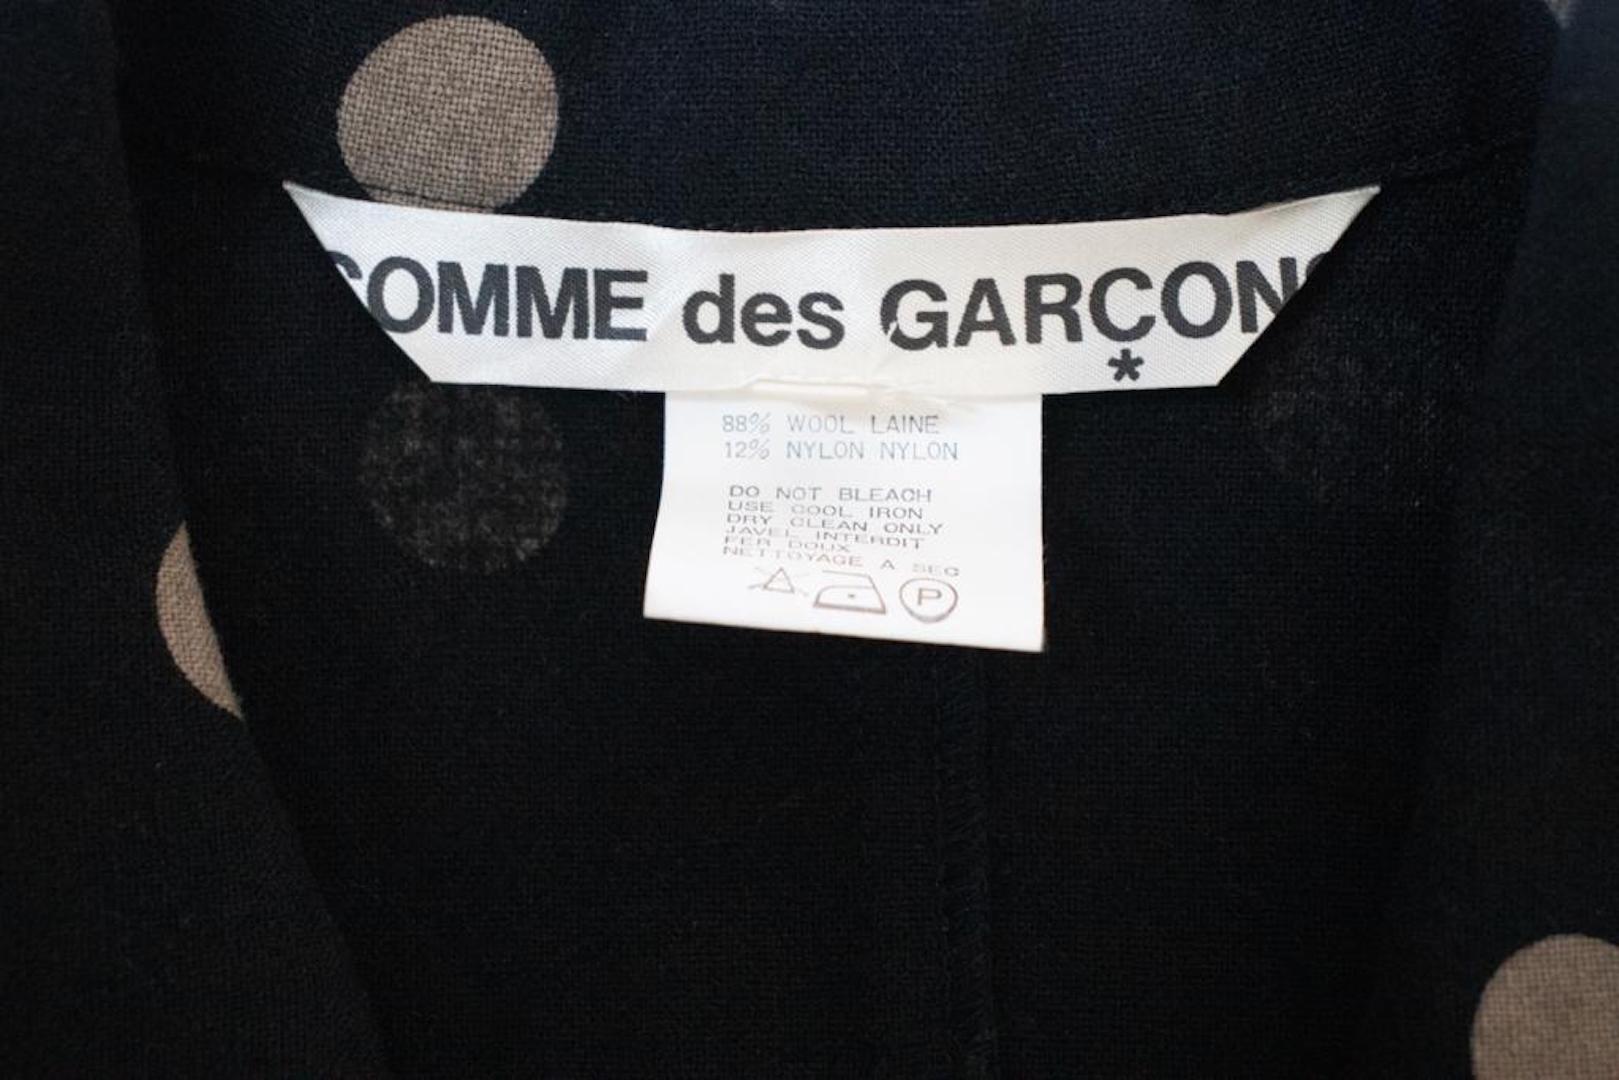 COMME des GARÇONS
*
88% WOOL LAINE
12% NYLON NYLON
DO NOT BLEACH
USE COOL IRON
DRY CLEAN ONLY
JAVEL INTERDIT
FER DOUX
NETTOYAGE A SEC
P